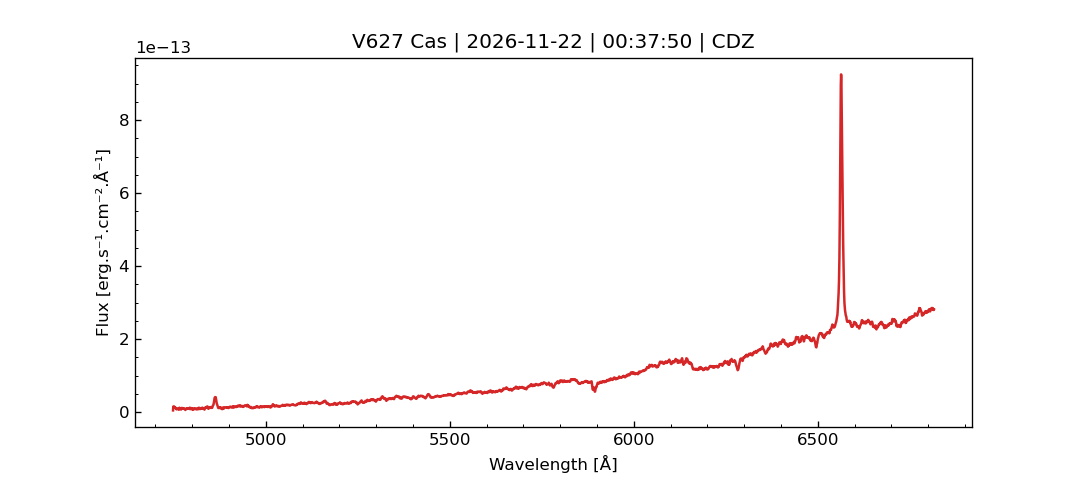 V627 Cas | 2026-11-22 | 00:37:50 | CDZ
1e−13
8
6
4
2
0
Flux [erg.s⁻¹.cm⁻².Å⁻¹]
5000 5500 6000 6500
Wavelength [Å]